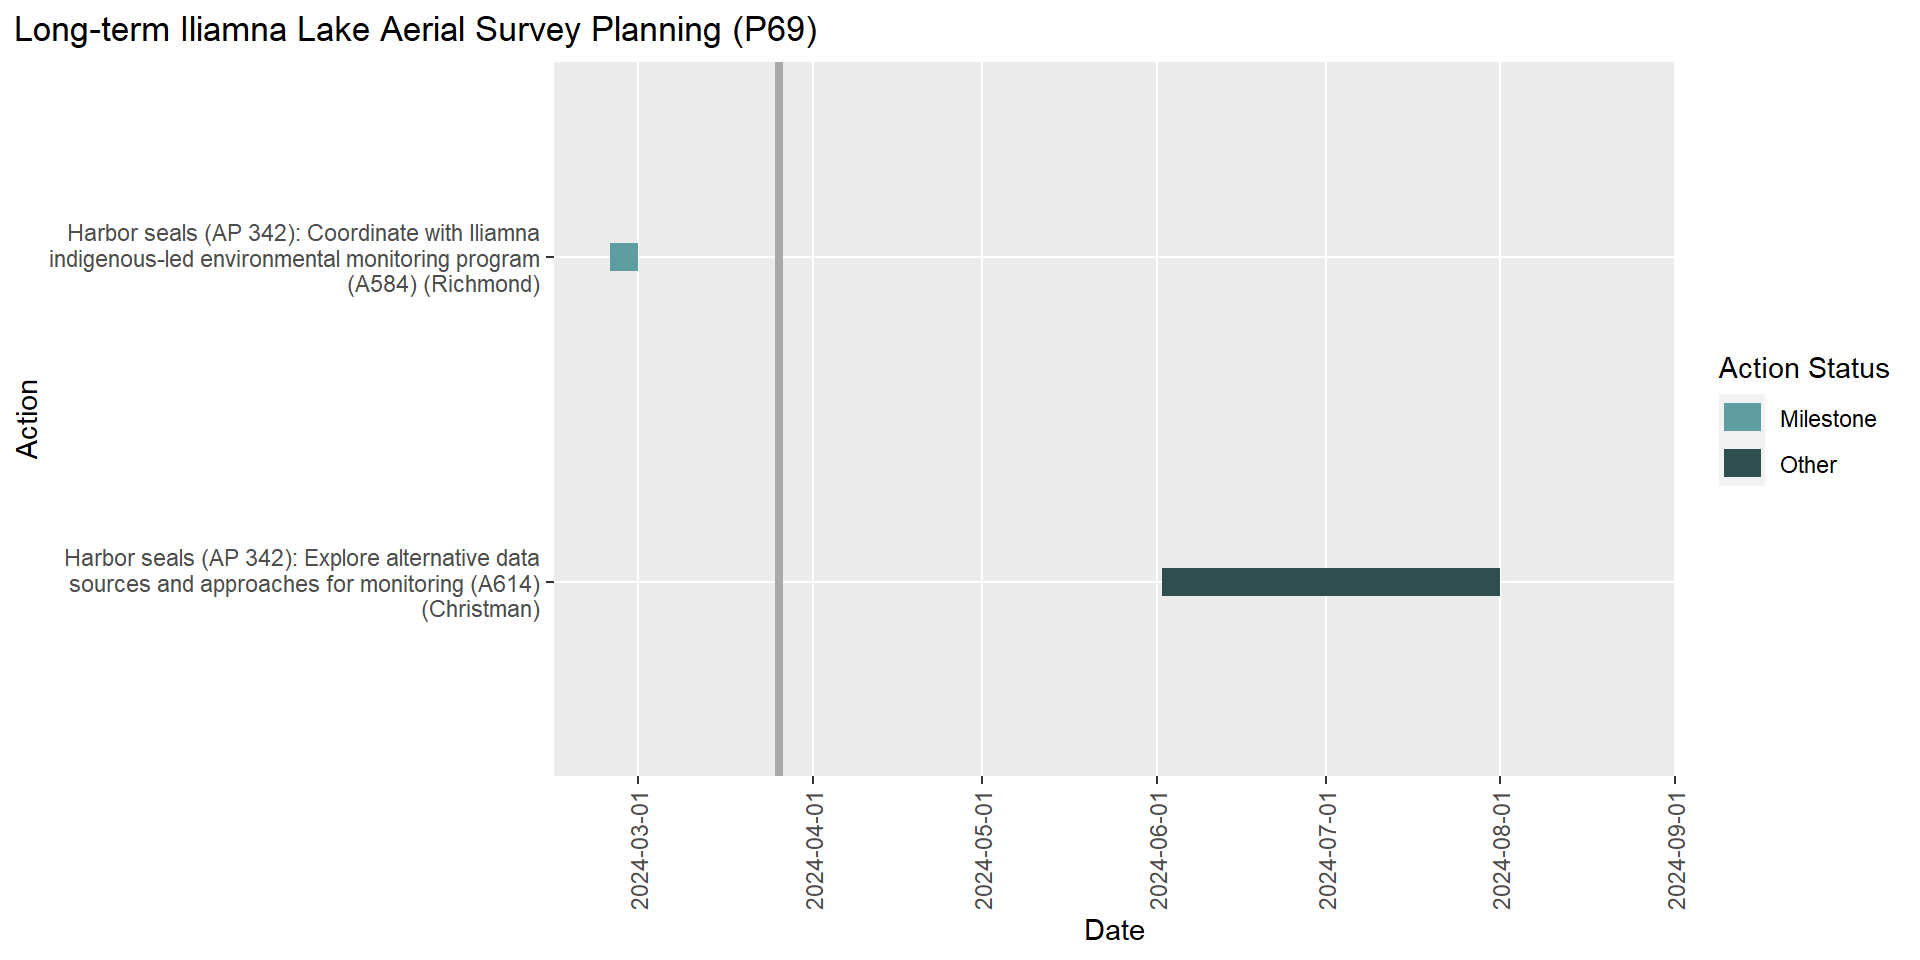 Long-term Iliamna Lake Aerial Survey Planning (P69)
Harbor seals (AP 342): Coordinate with Iliamna
indigenous-led environmental monitoring program
(A584) (Richmond)
Action
Harbor seals (AP 342): Explore alternative data
sources and approaches for monitoring (A614)
(Christman)
Action Status
Milestone
Other
2024-03-01
2024-04-01
2024-05-01
2024-06-01
2024-07-01
2024-08-01
2024-09-01
Date